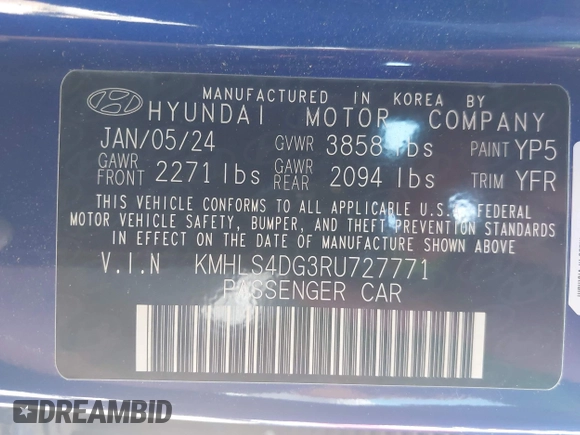 MANUFACTURED IN KOREA BY
HYUNDAI MOTOR COMPANY
JAN/05/24 GVWR 3858 lbs PAINT YP5
GAWR FRONT 2271 lbs GAWR REAR 2094 lbs TRIM YFR
THIS VEHICLE CONFORMS TO ALL APPLICABLE U.S. FEDERAL
MOTOR VEHICLE SAFETY, BUMPER, AND THEFT PREVENTION STANDARDS
IN EFFECT ON THE DATE OF MANUFACTURE SHOWN ABOVE.
V.I.N KMHLS4DG3RU727771
PASSENGER CAR
DREAMBID